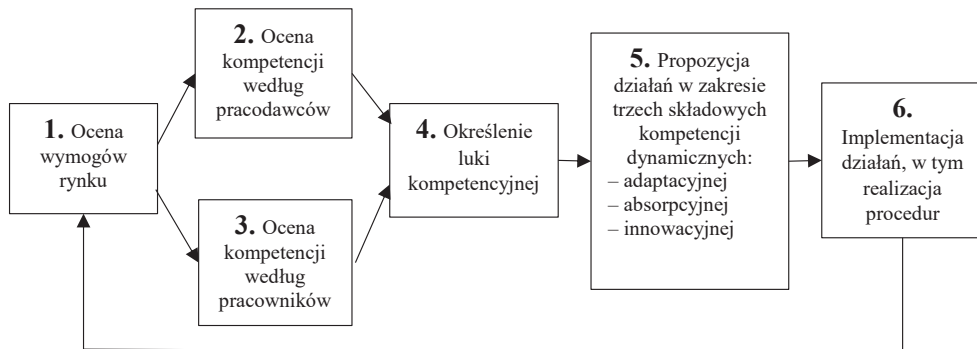 1. Ocena
wymogów
rynku
2. Ocena
kompetencji
według
pracodawców
3. Ocena
kompetencji
według
pracowników
4. Określenie
luki
kompetencyjnej
5. Propozycja
działań w zakresie
trzech składowych
kompetencji
dynamicznych:
– adaptacyjnej
– absorpcyjnej
– innowacyjnej
6.
Implementacja
działań, w tym
realizacja
procedur